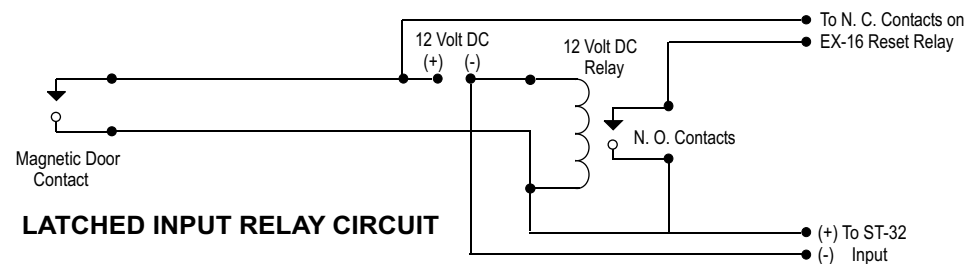 To N. C. Contacts on
EX-16 Reset Relay
12 Volt DC
(+) (-)
12 Volt DC
Relay
N. O. Contacts
Magnetic Door
Contact
LATCHED INPUT RELAY CIRCUIT
(+) To ST-32
(-) Input